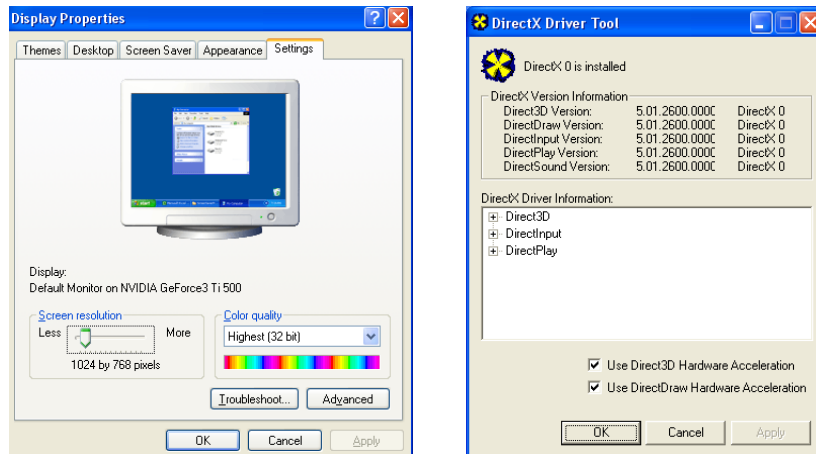 Display Properties
Themes Desktop Screen Saver Appearance Settings
Display:
Default Monitor on NVIDIA GeForce3 Ti 500
Screen resolution
Less More
1024 by 768 pixels
Color quality
Highest (32 bit)
Troubleshoot... Advanced
OK Cancel Apply
DirectX Driver Tool
DirectX 0 is installed
DirectX Version Information
Direct3D Version: 5.01.2600.000 DirectX 0
DirectDraw Version: 5.01.2600.000 DirectX 0
DirectInput Version: 5.01.2600.000 DirectX 0
DirectPlay Version: 5.01.2600.000 DirectX 0
DirectSound Version: 5.01.2600.000 DirectX 0
DirectX Driver Information:
Direct3D
DirectInput
DirectPlay
Use Direct3D Hardware Acceleration
Use DirectDraw Hardware Acceleration
OK Cancel Apply